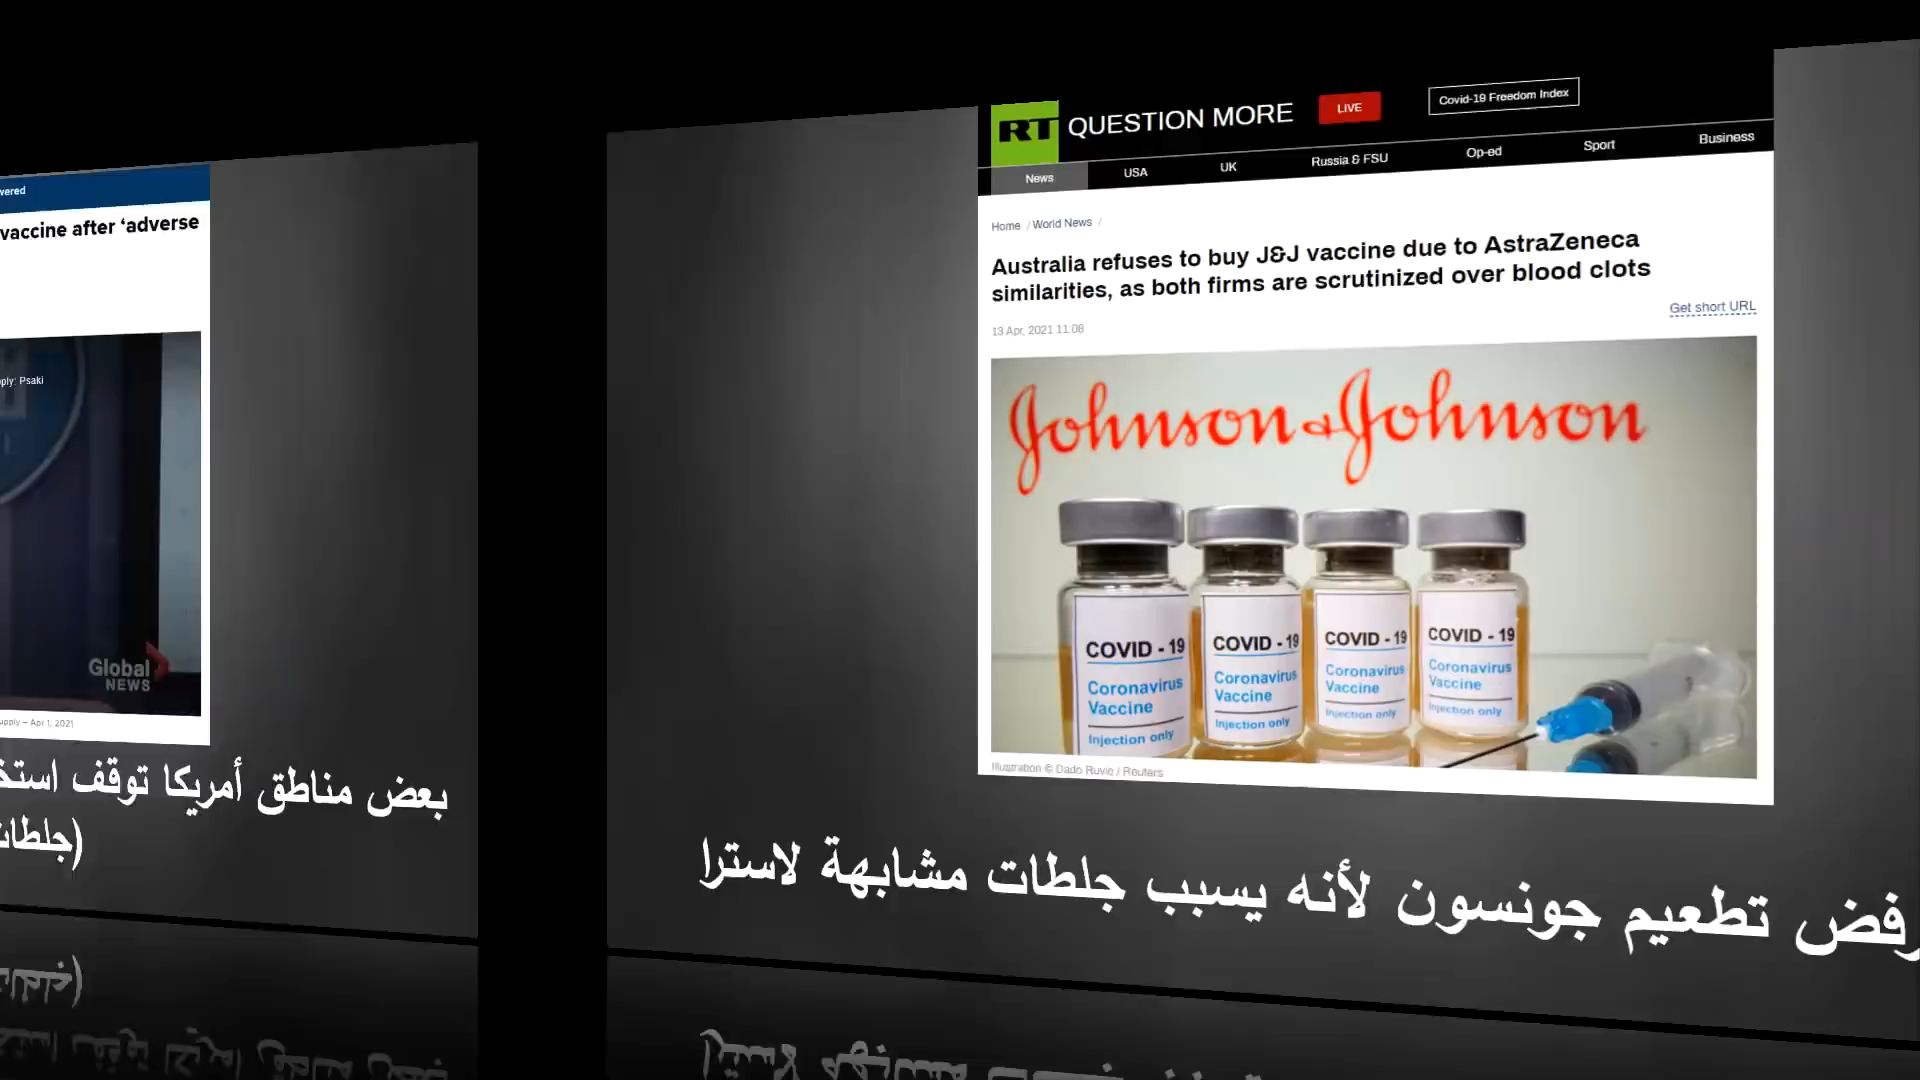 vaccine after ‘adverse
Psaki
Global
NEWS
– Apr 1, 2021
بعض مناطق أمريكا توقف
(جلطات
RT QUESTION MORE
LIVE
Covid-19 Freedom Index
News USA UK Russia & FSU Op-ed Sport Business
Home / World News /
Australia refuses to buy J&J vaccine due to AstraZeneca
similarities, as both firms are scrutinized over blood clots
Get short URL
13 Apr, 2021 11:08
Johnson & Johnson
COVID - 19
Coronavirus
Vaccine
Injection only
COVID - 19
Coronavirus
Vaccine
Injection only
COVID - 19
Coronavirus
Vaccine
Injection only
COVID - 19
Coronavirus
Vaccine
Injection only
Illustration © Dado Ruvic / Reuters
رفض تطعيم جونسون لأنه يسبب جلطات مشابهة لاسترا